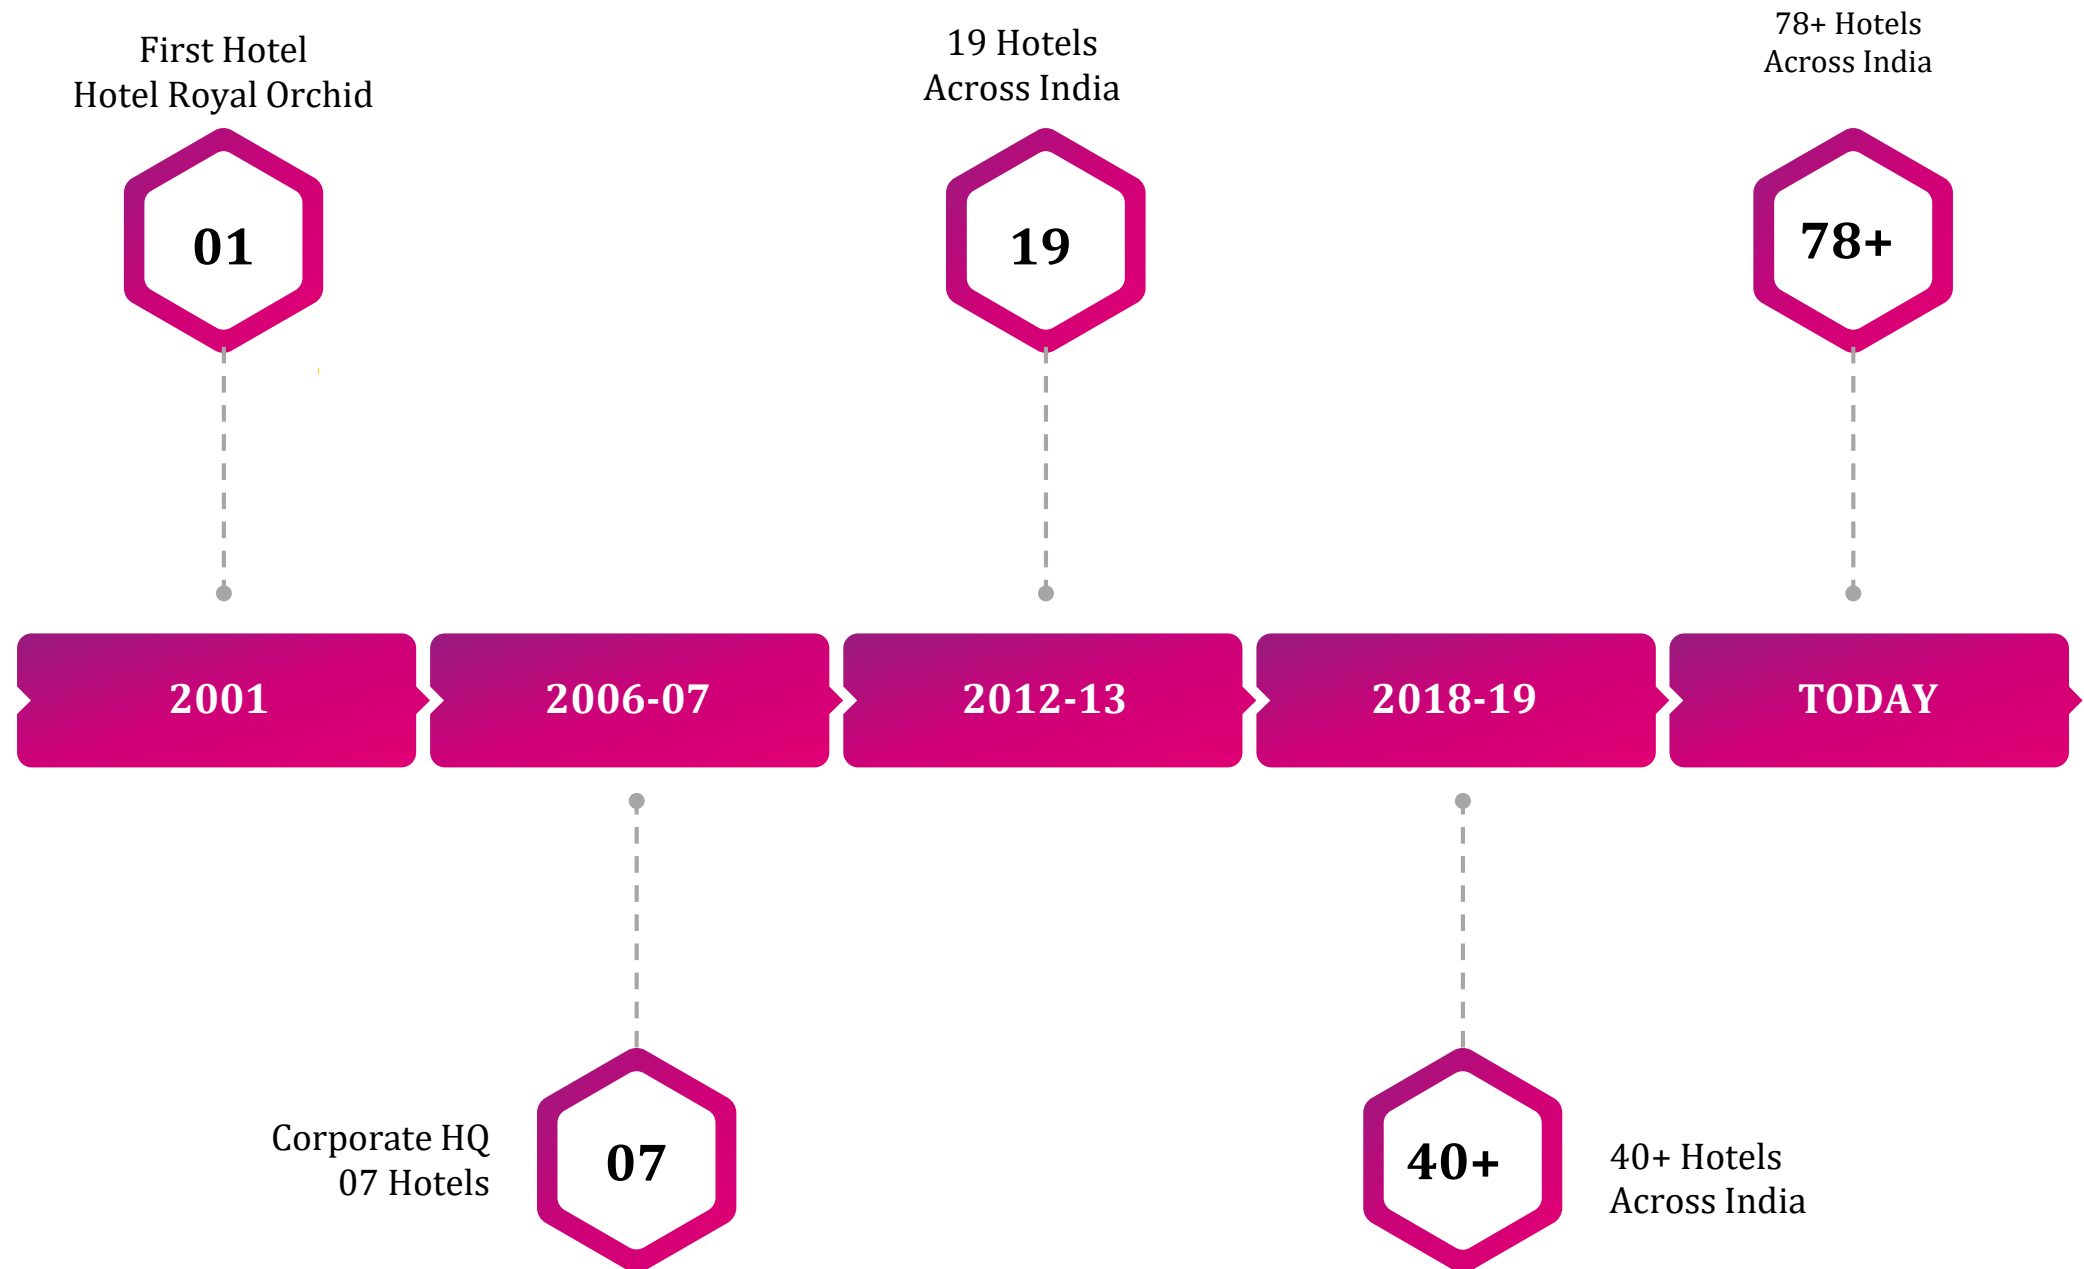 First Hotel
Hotel Royal Orchid
01
19 Hotels
Across India
19
78+ Hotels
Across India
78+
2001
2006-07
2012-13
2018-19
TODAY
Corporate HQ
07 Hotels
07
40+
40+ Hotels
Across India